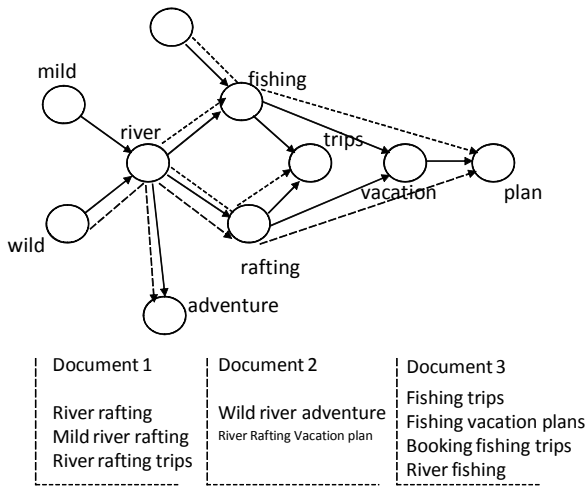 mild
fishing
river
trips
vacation
plan
wild
rafting
adventure
Document 1
River rafting
Mild river rafting
River rafting trips
Document 2
Wild river adventure
River Rafting Vacation plan
Document 3
Fishing trips
Fishing vacation plans
Booking fishing trips
River fishing